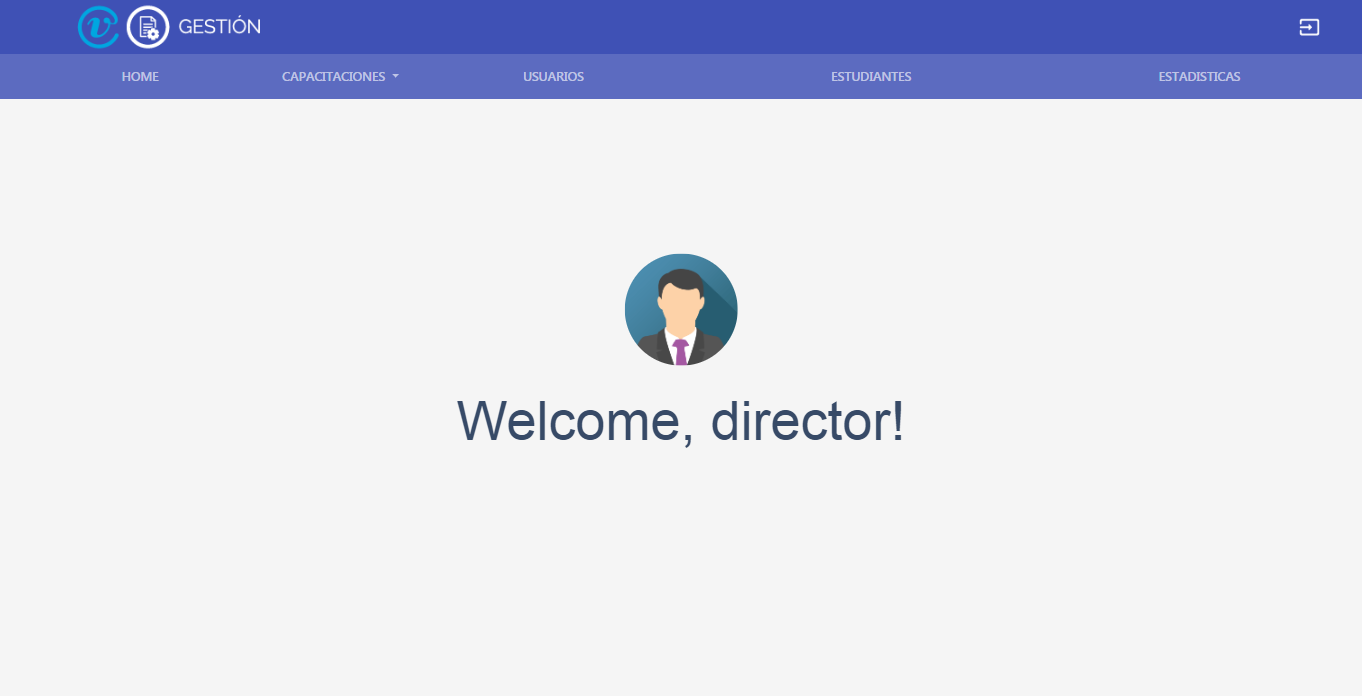 GESTIÓN
HOME CAPACITACIONES USUARIOS ESTUDIANTES ESTADISTICAS
Welcome, director!